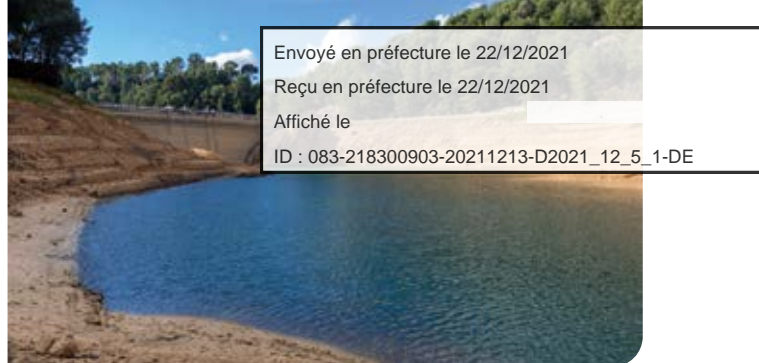 Envoyé en préfecture le 22/12/2021
Reçu en préfecture le 22/12/2021
Affiché le
ID : 083-218300903-20211213-D2021_12_5_1-DE